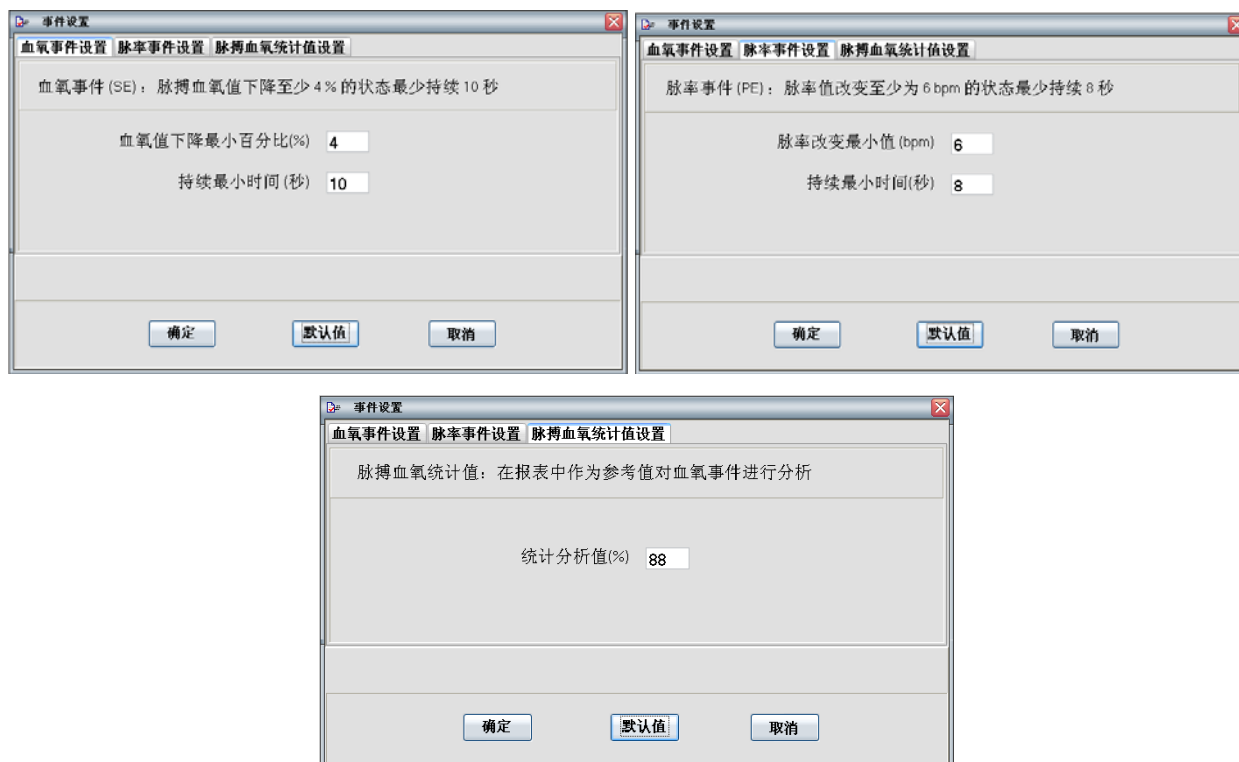 事件设置
血氧事件设置 脉率事件设置 脉搏血氧统计值设置
血氧事件(SE)：脉搏血氧值下降至少4%的状态最少持续10秒
血氧值下降最小百分比(%) 4
持续最小时间(秒) 10
确定 默认值 取消
事件设置
血氧事件设置 脉率事件设置 脉搏血氧统计值设置
脉率事件(PE)：脉率值改变至少为6bpm的状态最少持续8秒
脉率改变最小值(bpm) 6
持续最小时间(秒) 8
确定 默认值 取消
事件设置
血氧事件设置 脉率事件设置 脉搏血氧统计值设置
脉搏血氧统计值：在报表中作为参考值对血氧事件进行分析
统计分析值(%) 88
确定 默认值 取消